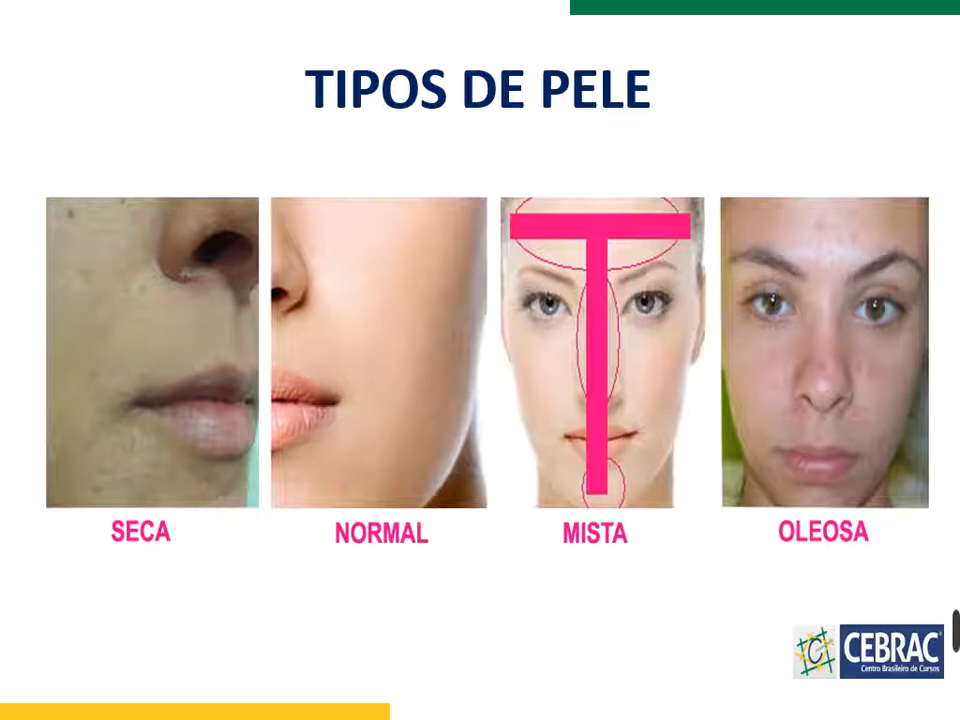 TIPOS DE PELE
SECA
NORMAL
MISTA
OLEOSA
CEBRAC
Centro Brasileiro de Cursos